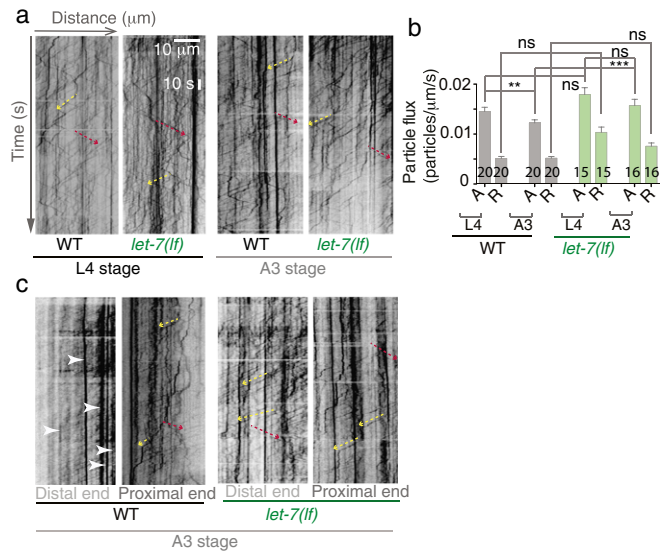 a
Distance (μm)
10 μm
10 s
Time (s)
WT
let-7(lf)
WT
let-7(lf)
L4 stage
A3 stage
b
ns
ns
ns
**
ns
***
Particle flux
(particles/μm/s)
0.02
0.01
0
20 20 20 20 15 15 16 16
A R A R A R A R
L4 A3 L4 A3
WT
let-7(lf)
c
Distal end
Proximal end
Distal end
Proximal end
WT
let-7(lf)
A3 stage